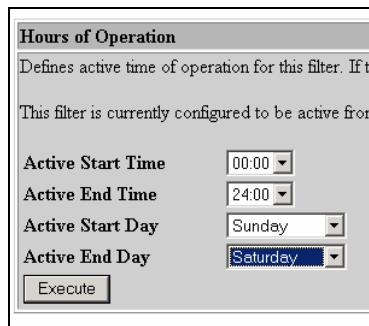 Hours of Operation
Defines active time of operation for this filter. If
This filter is currently configured to be active
Active Start Time 00:00
Active End Time 24:00
Active Start Day Sunday
Active End Day Saturday
Execute